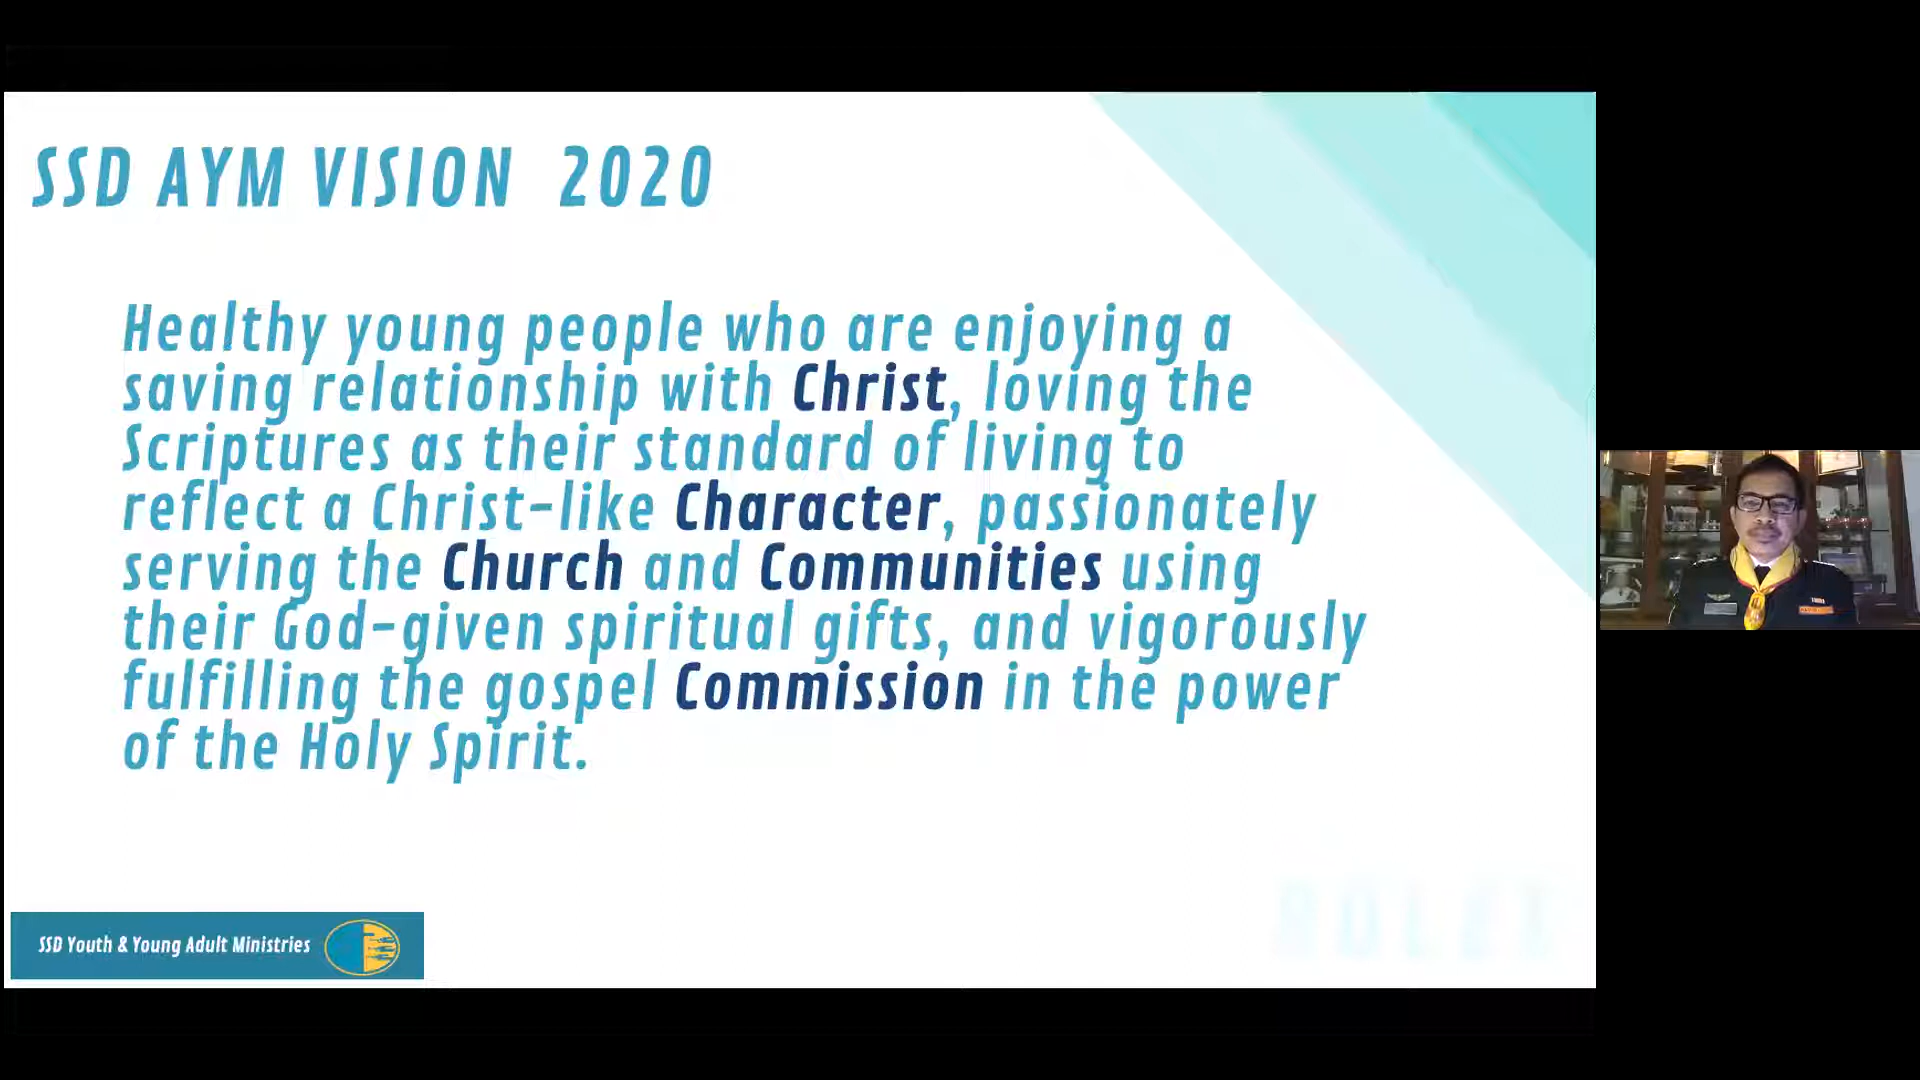 SSD AYM VISION 2020
Healthy young people who are enjoying a
saving relationship with Christ, loving the
Scriptures as their standard of living to
reflect a Christ-like Character, passionately
serving the Church and Communities using
their God-given spiritual gifts, and vigorously
fulfilling the gospel Commission in the power
of the Holy Spirit.
SSD Youth & Young Adult Ministries